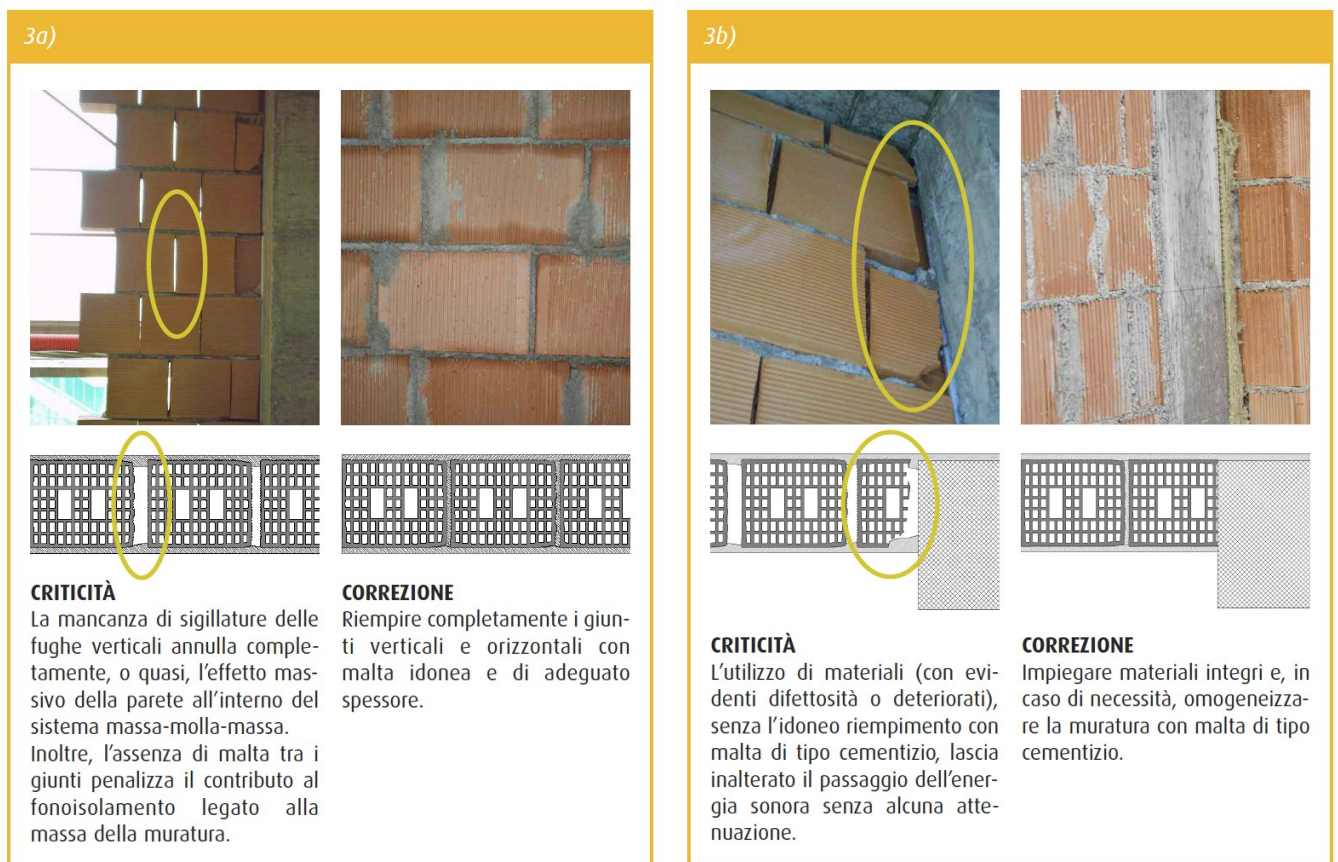 3a)
CRITICITÀ
La mancanza di sigillature delle
fughe verticali annulla comple-
tamente, o quasi, l'effetto mas-
sivo della parete all'interno del
sistema massa-molla-massa.
Inoltre, l'assenza di malta tra i
giunti penalizza il contributo al
fonoisolamento legato alla
massa della muratura.
CORREZIONE
Riempire completamente i giun-
ti verticali e orizzontali con
malta idonea e di adeguato
spessore.
3b)
CRITICITÀ
L'utilizzo di materiali (con evi-
denti difettosità o deteriorati),
senza l'idoneo riempimento con
malta di tipo cementizio, lascia
inalterato il passaggio dell'ener-
gia sonora senza alcuna atte-
nuazione.
CORREZIONE
Impiegare materiali integri e, in
caso di necessità, omogeneizza-
re la muratura con malta di tipo
cementizio.